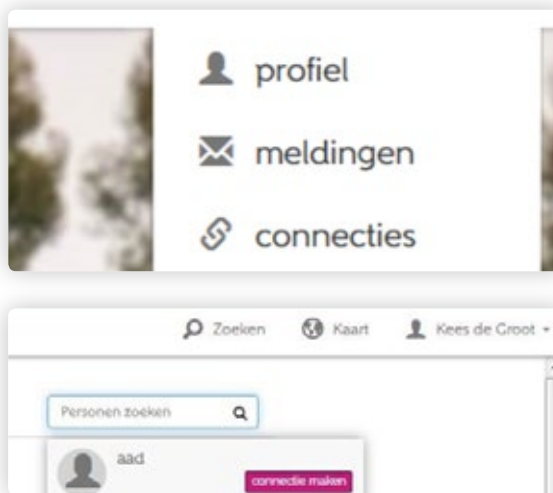 profiel
meldingen
connecties
Zoeken Kaart Kees de Groot
Personen zoeken
aad
connectie maken